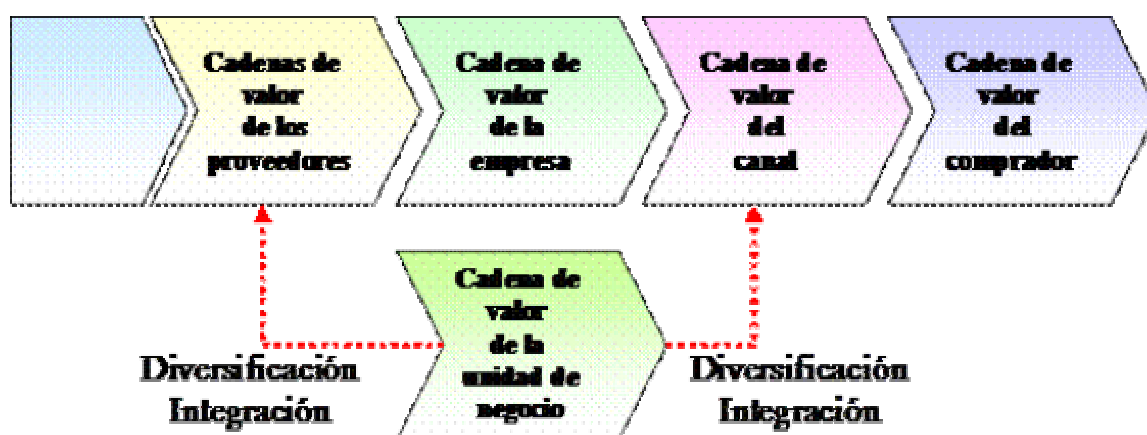 Cadenas de
valor
de los
proveedores
Cadena de
valor
de la
empresa
Cadena de
valor
del
canal
Cadena de
valor
del
comprador
Cadena de
valor
de la
unidad de
negocio
Diversificación
Integración
Diversificación
Integración